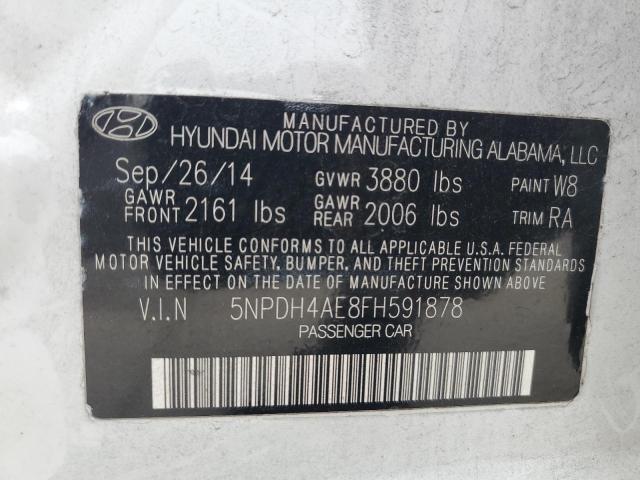 MANUFACTURED BY
HYUNDAI MOTOR MANUFACTURING ALABAMA, LLC
Sep/26/14 GVWR 3880 lbs PAINT W8
GAWR FRONT 2161 lbs GAWR REAR 2006 lbs TRIM RA
THIS VEHICLE CONFORMS TO ALL APPLICABLE U.S.A. FEDERAL
MOTOR VEHICLE SAFETY, BUMPER, AND THEFT PREVENTION STANDARDS
IN EFFECT ON THE DATE OF MANUFACTURE SHOWN ABOVE.
V.I.N 5NPDH4AE8FH591878
PASSENGER CAR